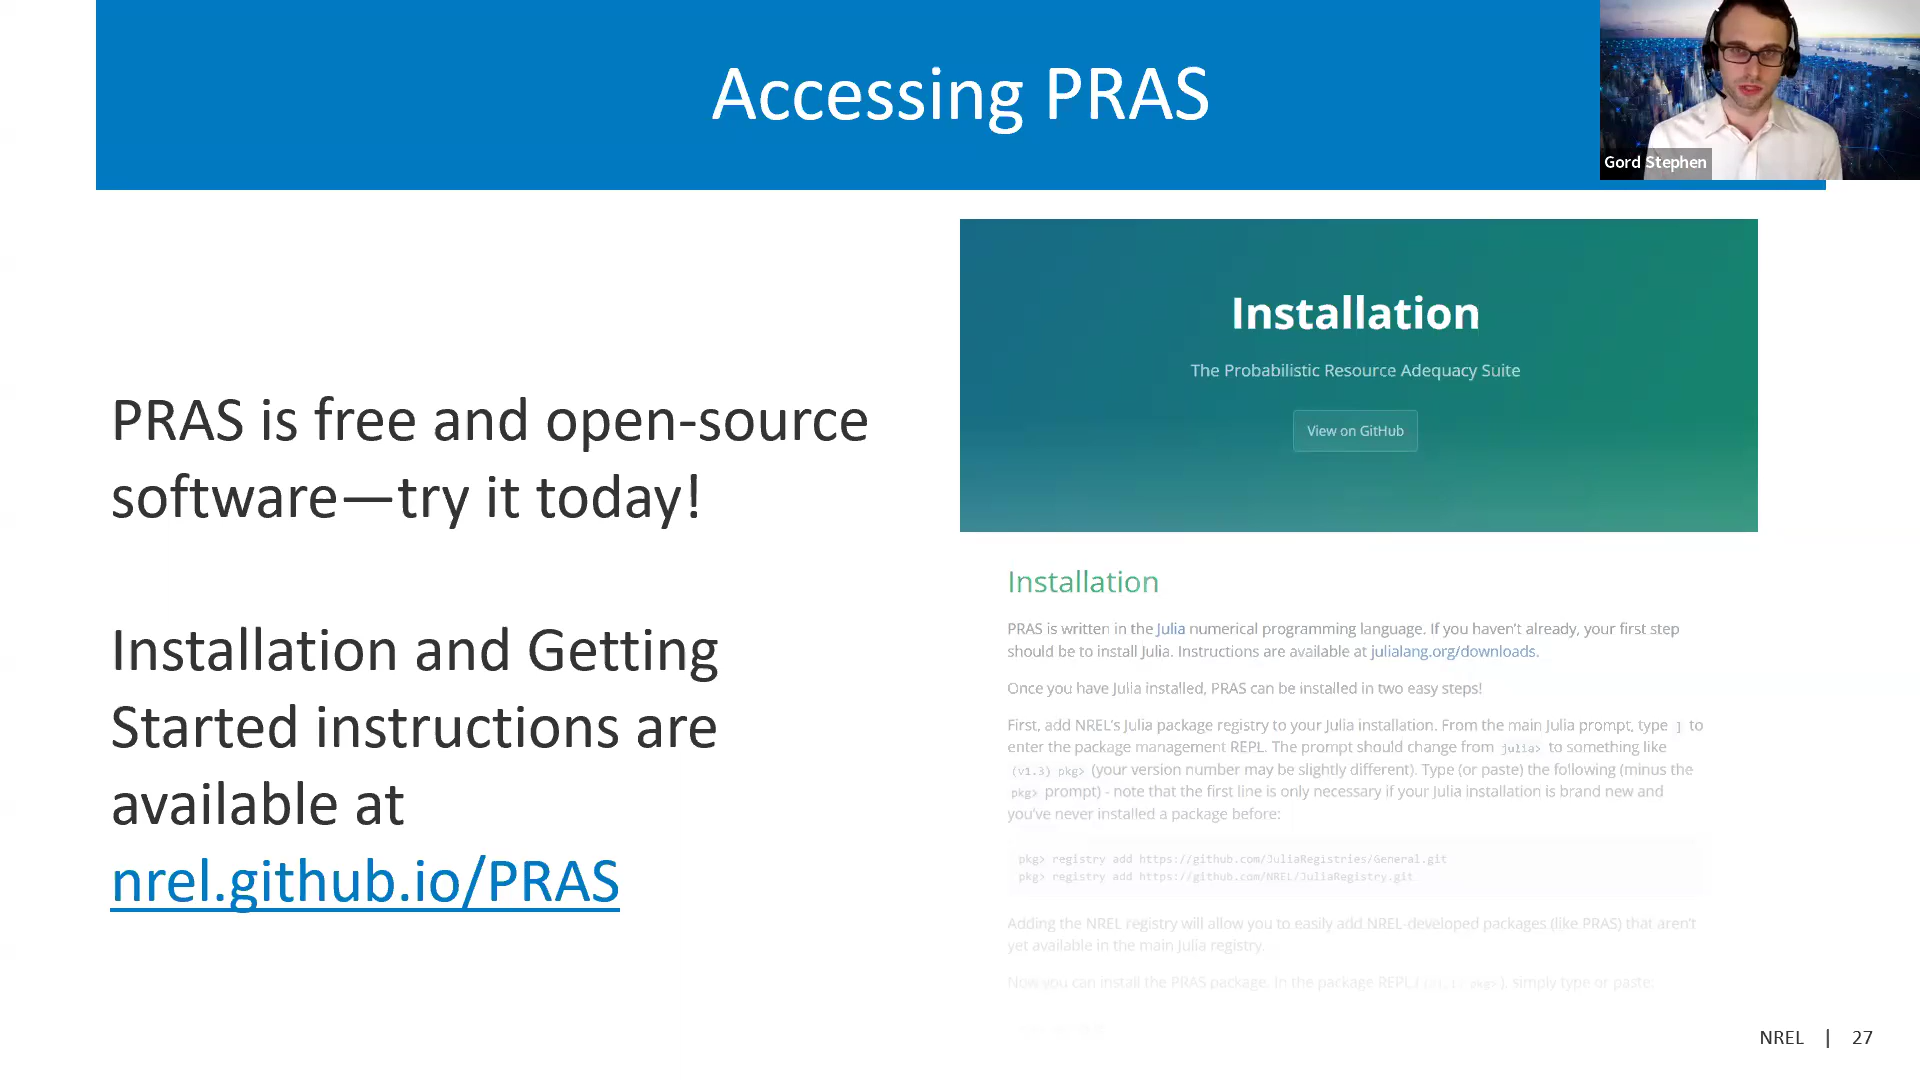 Accessing PRAS
Gord Stephen
PRAS is free and open-source
software—try it today!
Installation and Getting
Started instructions are
available at
nrel.github.io/PRAS
Installation
The Probabilistic Resource Adequacy Suite
View on GitHub
Installation
PRAS is written in the Julia numerical programming language. If you haven't already, your first step
should be to install Julia. Instructions are available at julialang.org/downloads.
Once you have Julia installed, PRAS can be installed in two easy steps!
First, add NREL's Julia package registry to your Julia installation. From the main Julia prompt, type ] to
enter the package management REPL. The prompt should change from julia> to something like
(v1.3) pkg> (your version number may be slightly different). Type (or paste) the following (minus the
pkg> prompt) - note that the first line is only necessary if your Julia installation is brand new and
you've never installed a package before:
pkg> registry add https://github.com/JuliaRegistries/General.git
pkg> registry add https://github.com/NREL/JuliaRegistry.git
Adding the NREL registry will allow you to easily add NREL-developed packages (like PRAS) that aren't
yet available in the main Julia registry.
Now you can install the PRAS package. In the package REPL ( pkg> ), simply type or paste:
NREL | 27